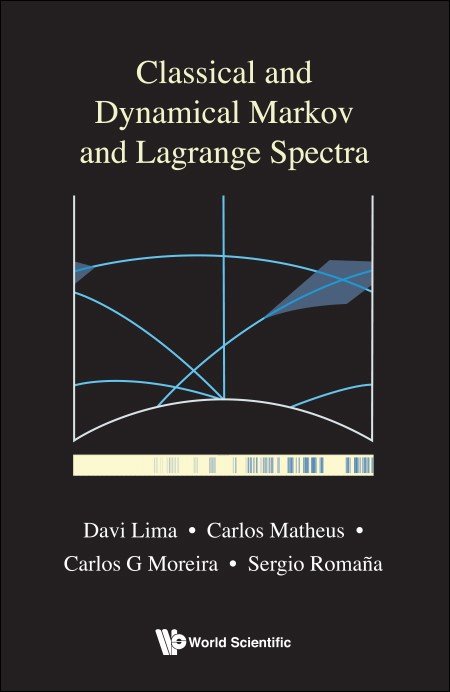 Classical and
Dynamical Markov
and Lagrange Spectra
Davi Lima • Carlos Matheus •
Carlos G Moreira • Sergio Romaña
World Scientific